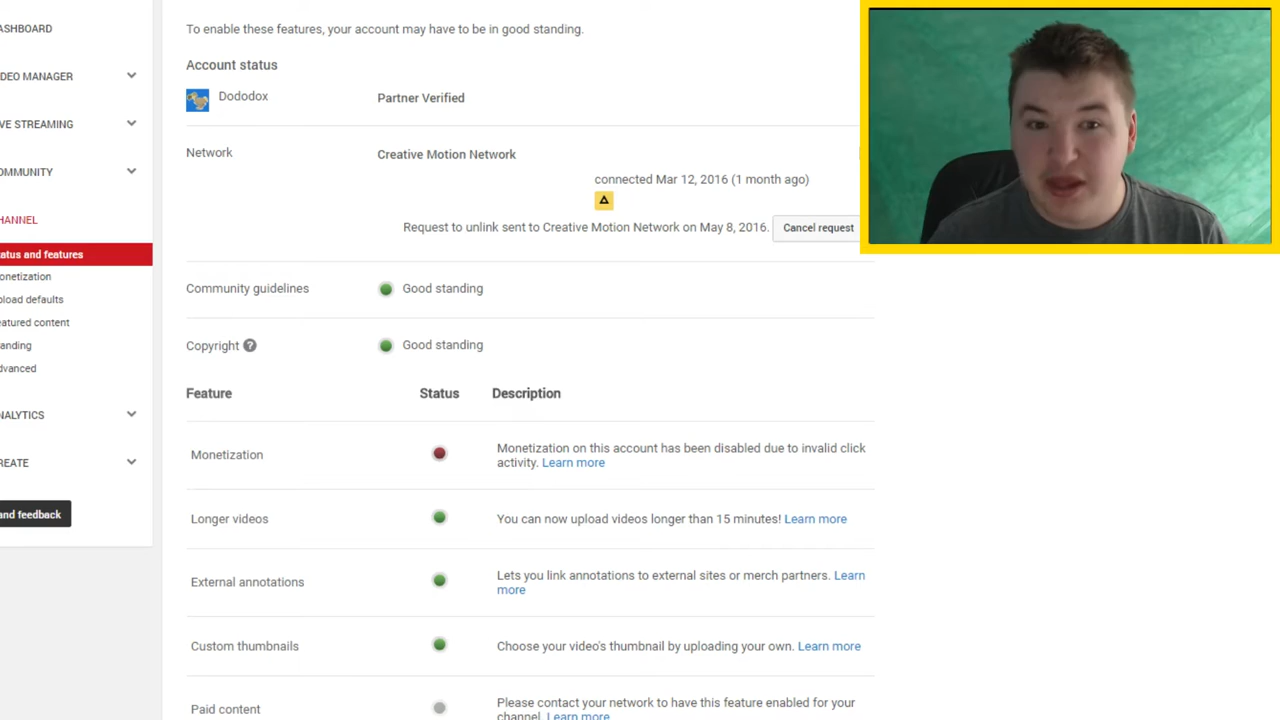 To enable these features, your account may have to be in good standing.
Account status
Dododox
Partner Verified
Network
Creative Motion Network
connected Mar 12, 2016 (1 month ago)
Request to unlink sent to Creative Motion Network on May 8, 2016.
Cancel request
Community guidelines
Good standing
Copyright ?
Good standing
Feature Status Description
Monetization
Monetization on this account has been disabled due to invalid click
activity. Learn more
Longer videos
You can now upload videos longer than 15 minutes! Learn more
External annotations
Lets you link annotations to external sites or merch partners. Learn
more
Custom thumbnails
Choose your video's thumbnail by uploading your own. Learn more
Paid content
Please contact your network to have this feature enabled for your
channel. Learn more
ASHBOARD
DEO MANAGER
VE STREAMING
OMMUNITY
HANNEL
atus and features
onetization
pload defaults
eatured content
anding
dvanced
NALYTICS
REATE
and feedback